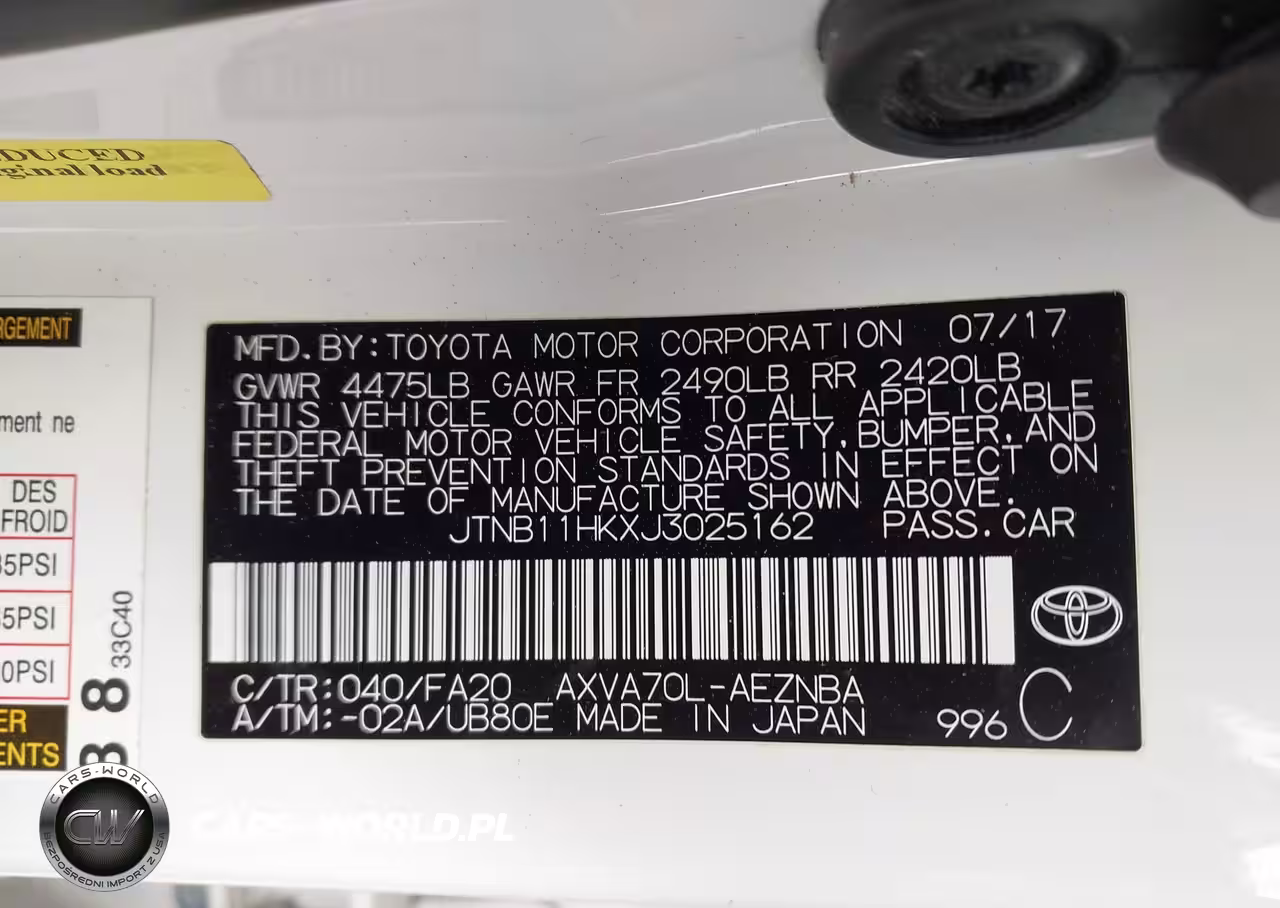 DUCED
ginal load
RGEMENT
ment ne
DES
FROID
35PSI
35PSI
0PSI
ER
ENTS
33C40
8
MFD.BY:TOYOTA MOTOR CORPORATION 07/17
GVWR 4475LB GAWR FR 2490LB RR 2420LB
THIS VEHICLE CONFORMS TO ALL APPLICABLE
FEDERAL MOTOR VEHICLE SAFETY,BUMPER,AND
THEFT PREVENTION STANDARDS IN EFFECT ON
THE DATE OF MANUFACTURE SHOWN ABOVE.
JTNB11HKXJ3025162 PASS.CAR
C/TR:040/FA20 AXVA70L-AEZNBA
A/TM:-02A/UB80E MADE IN JAPAN 996 C
CARS-WORLD
CW
BEZPOŚREDNI IMPORT Z USA
CARS-WORLD.PL